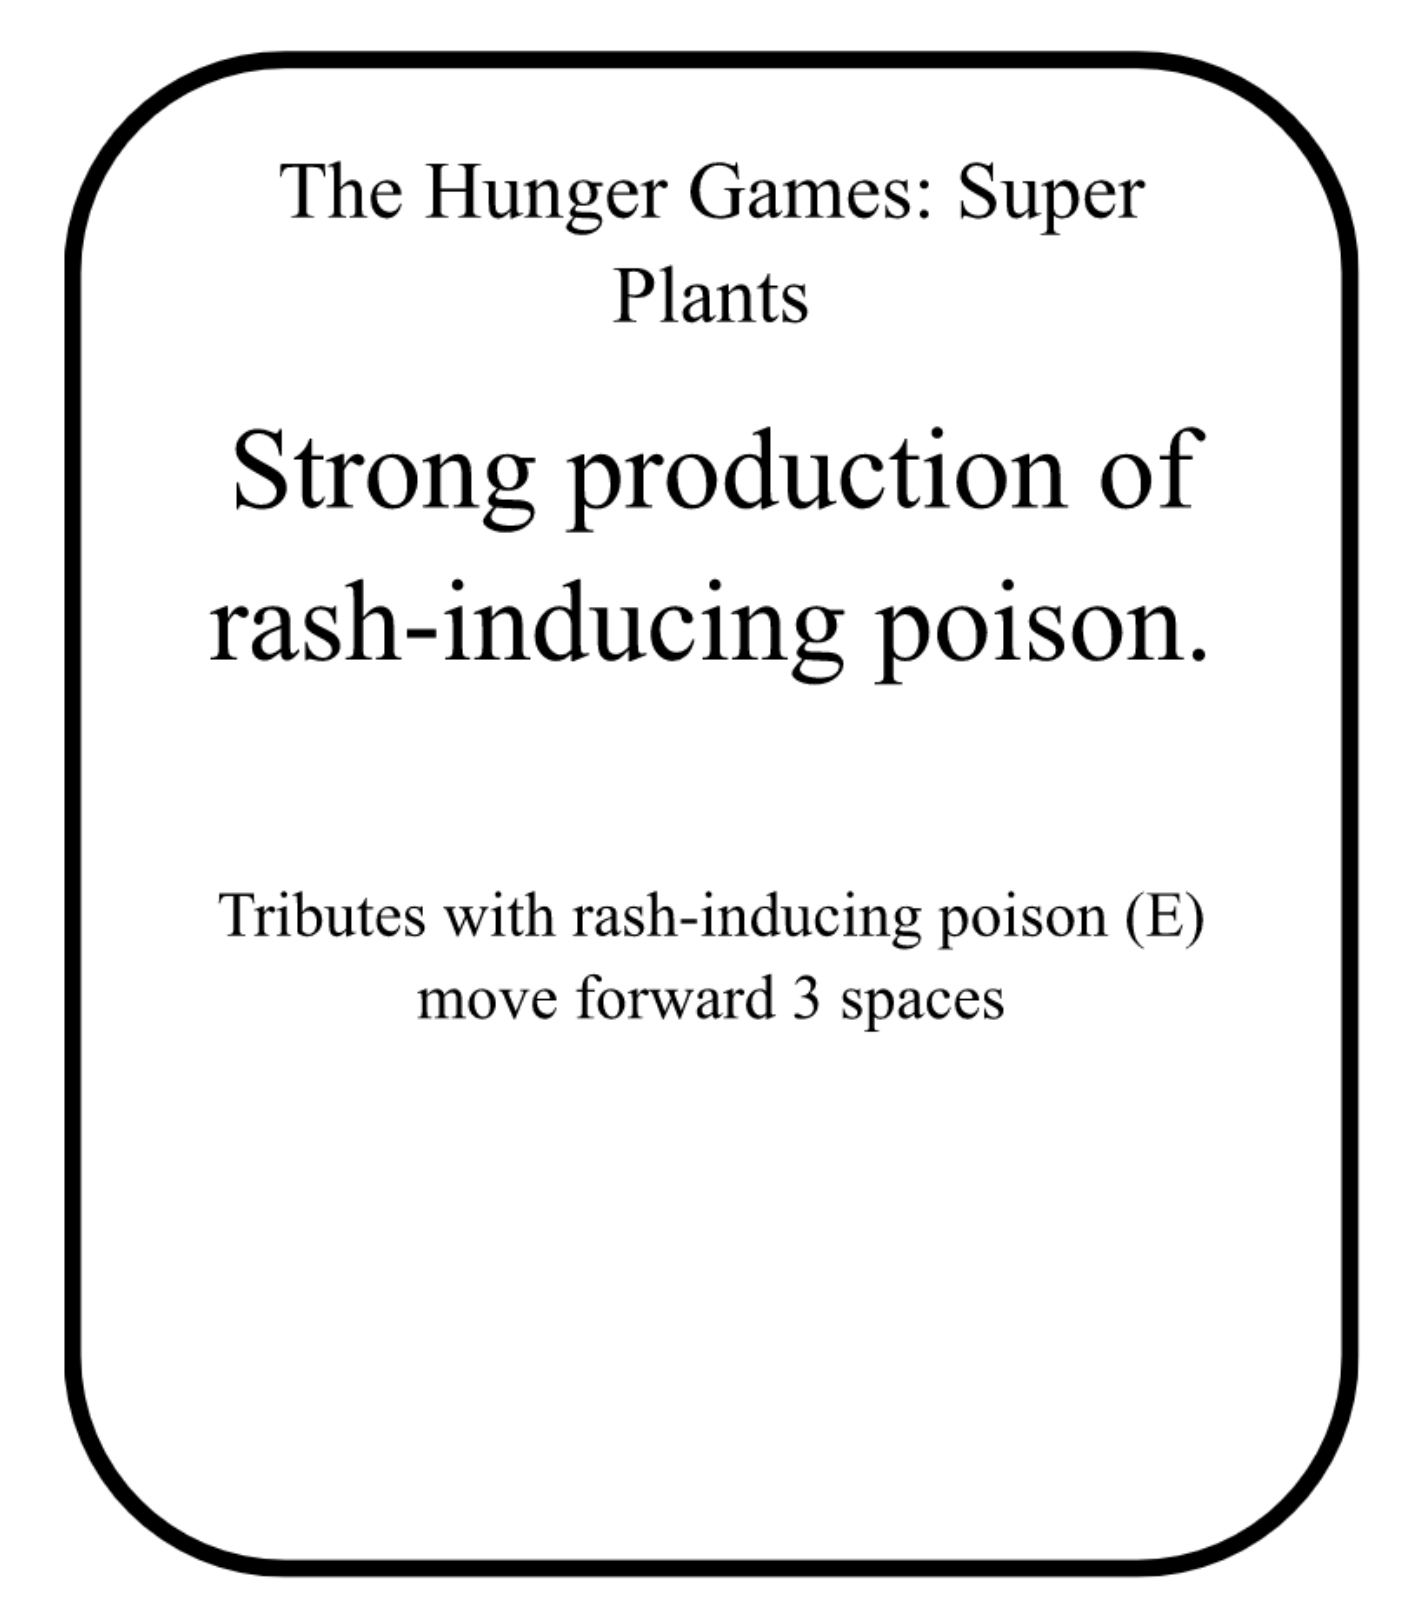 The Hunger Games: Super
Plants
Strong production of
rash-inducing poison.
Tributes with rash-inducing poison (E)
move forward 3 spaces